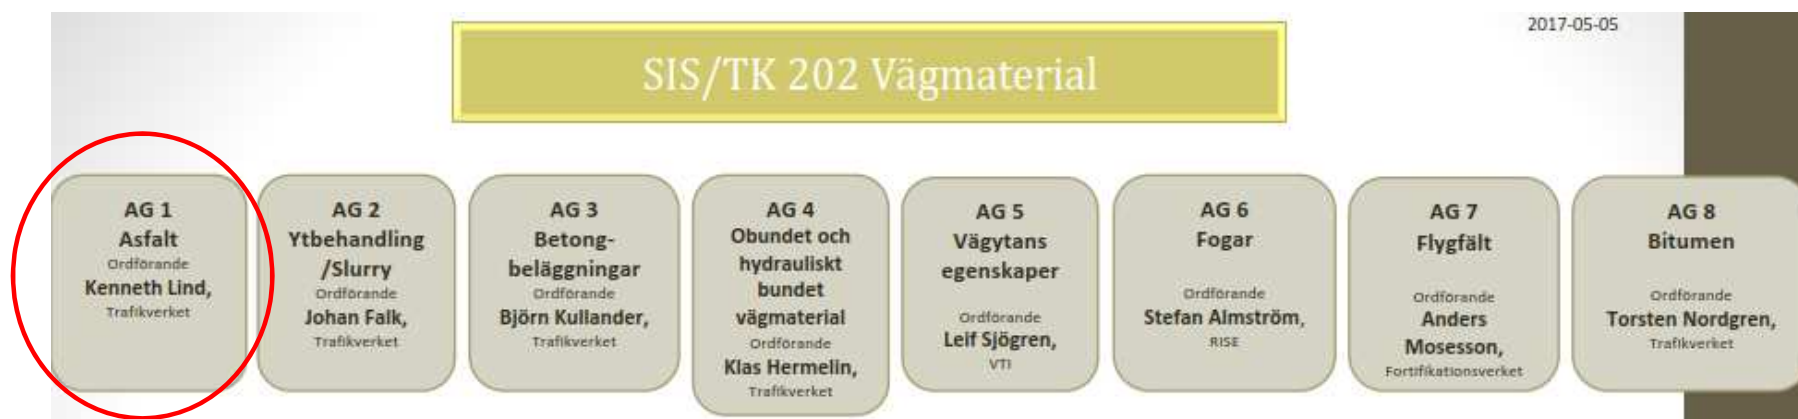 2017-05-05
SIS/TK 202 Vägmaterial
AG 1
Asfalt
Ordförande
Kenneth Lind,
Trafikverket
AG 2
Ytbehandling
/Slurry
Ordförande
Johan Falk,
Trafikverket
AG 3
Betong-
beläggningar
Ordförande
Björn Kullander,
Trafikverket
AG 4
Obundet och
hydrauliskt
bundet
vägmaterial
Ordförande
Klas Hermelin,
Trafikverket
AG 5
Vägytans
egenskaper
Ordförande
Leif Sjögren,
VTI
AG 6
Fogar
Ordförande
Stefan Almström,
RISE
AG 7
Flygfält
Ordförande
Anders
Mosesson,
Fortifikationsverket
AG 8
Bitumen
Ordförande
Torsten Nordgren,
Trafikverket